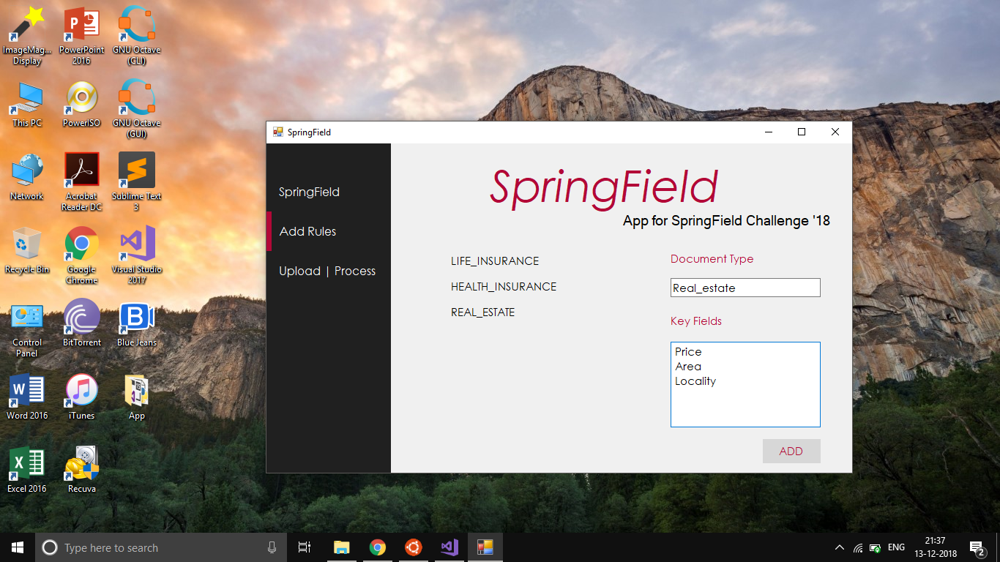 ImageMag...
Display
PowerPoint
2016
GNU Octave
(CLI)
This PC
PowerISO
GNU Octave
(GUI)
Network
Acrobat
Reader DC
Sublime Text
3
Recycle Bin
Google
Chrome
Visual Studio
2017
Control
Panel
BitTorrent
Blue Jeans
Word 2016
iTunes
App
Excel 2016
Recuva
SpringField
SpringField
Add Rules
Upload | Process
SpringField
App for SpringField Challenge '18
LIFE_INSURANCE
HEALTH_INSURANCE
REAL_ESTATE
Document Type
Real_estate
Key Fields
Price
Area
Locality
ADD
Type here to search
ENG
21:37
13-12-2018
2